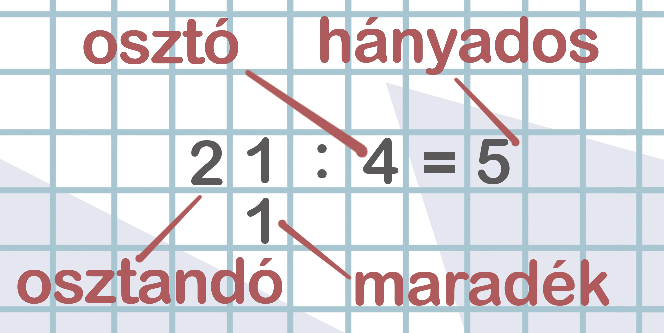 osztó hányados
21 : 4 = 5
1
osztandó maradék